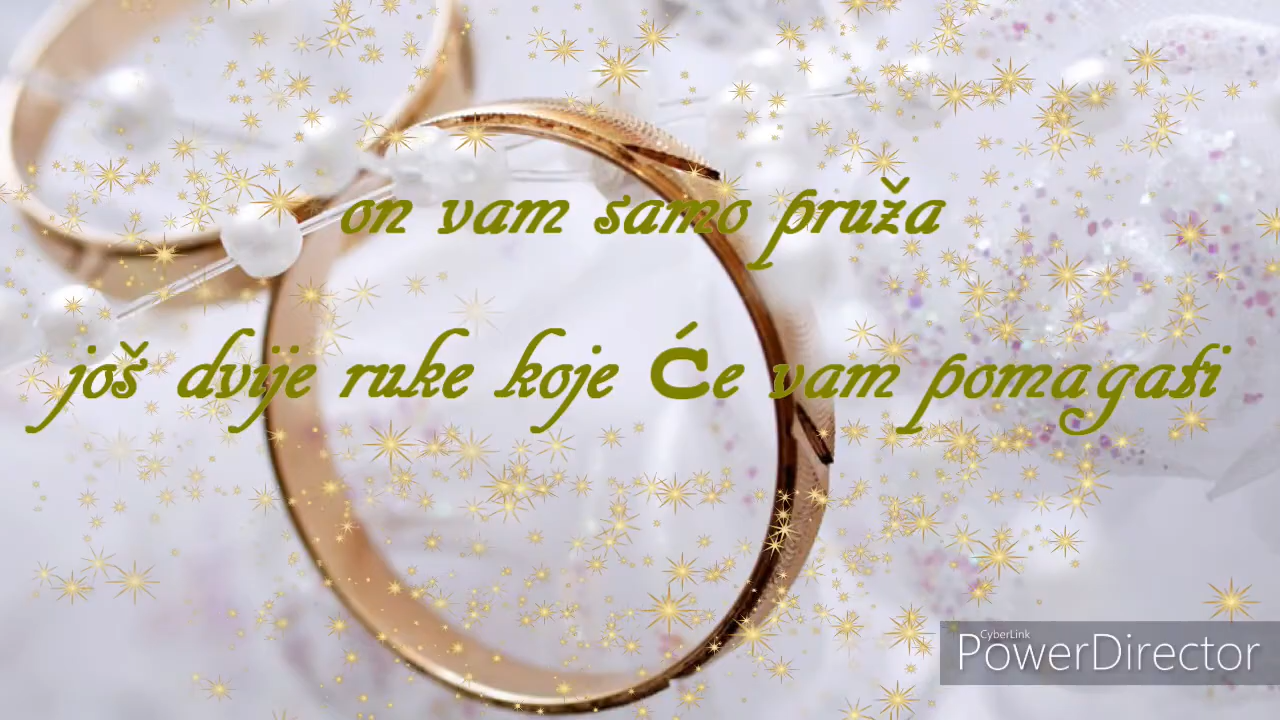 on vam samo pruža
još dvije ruke koje Će vam pomagati
CyberLink
PowerDirector